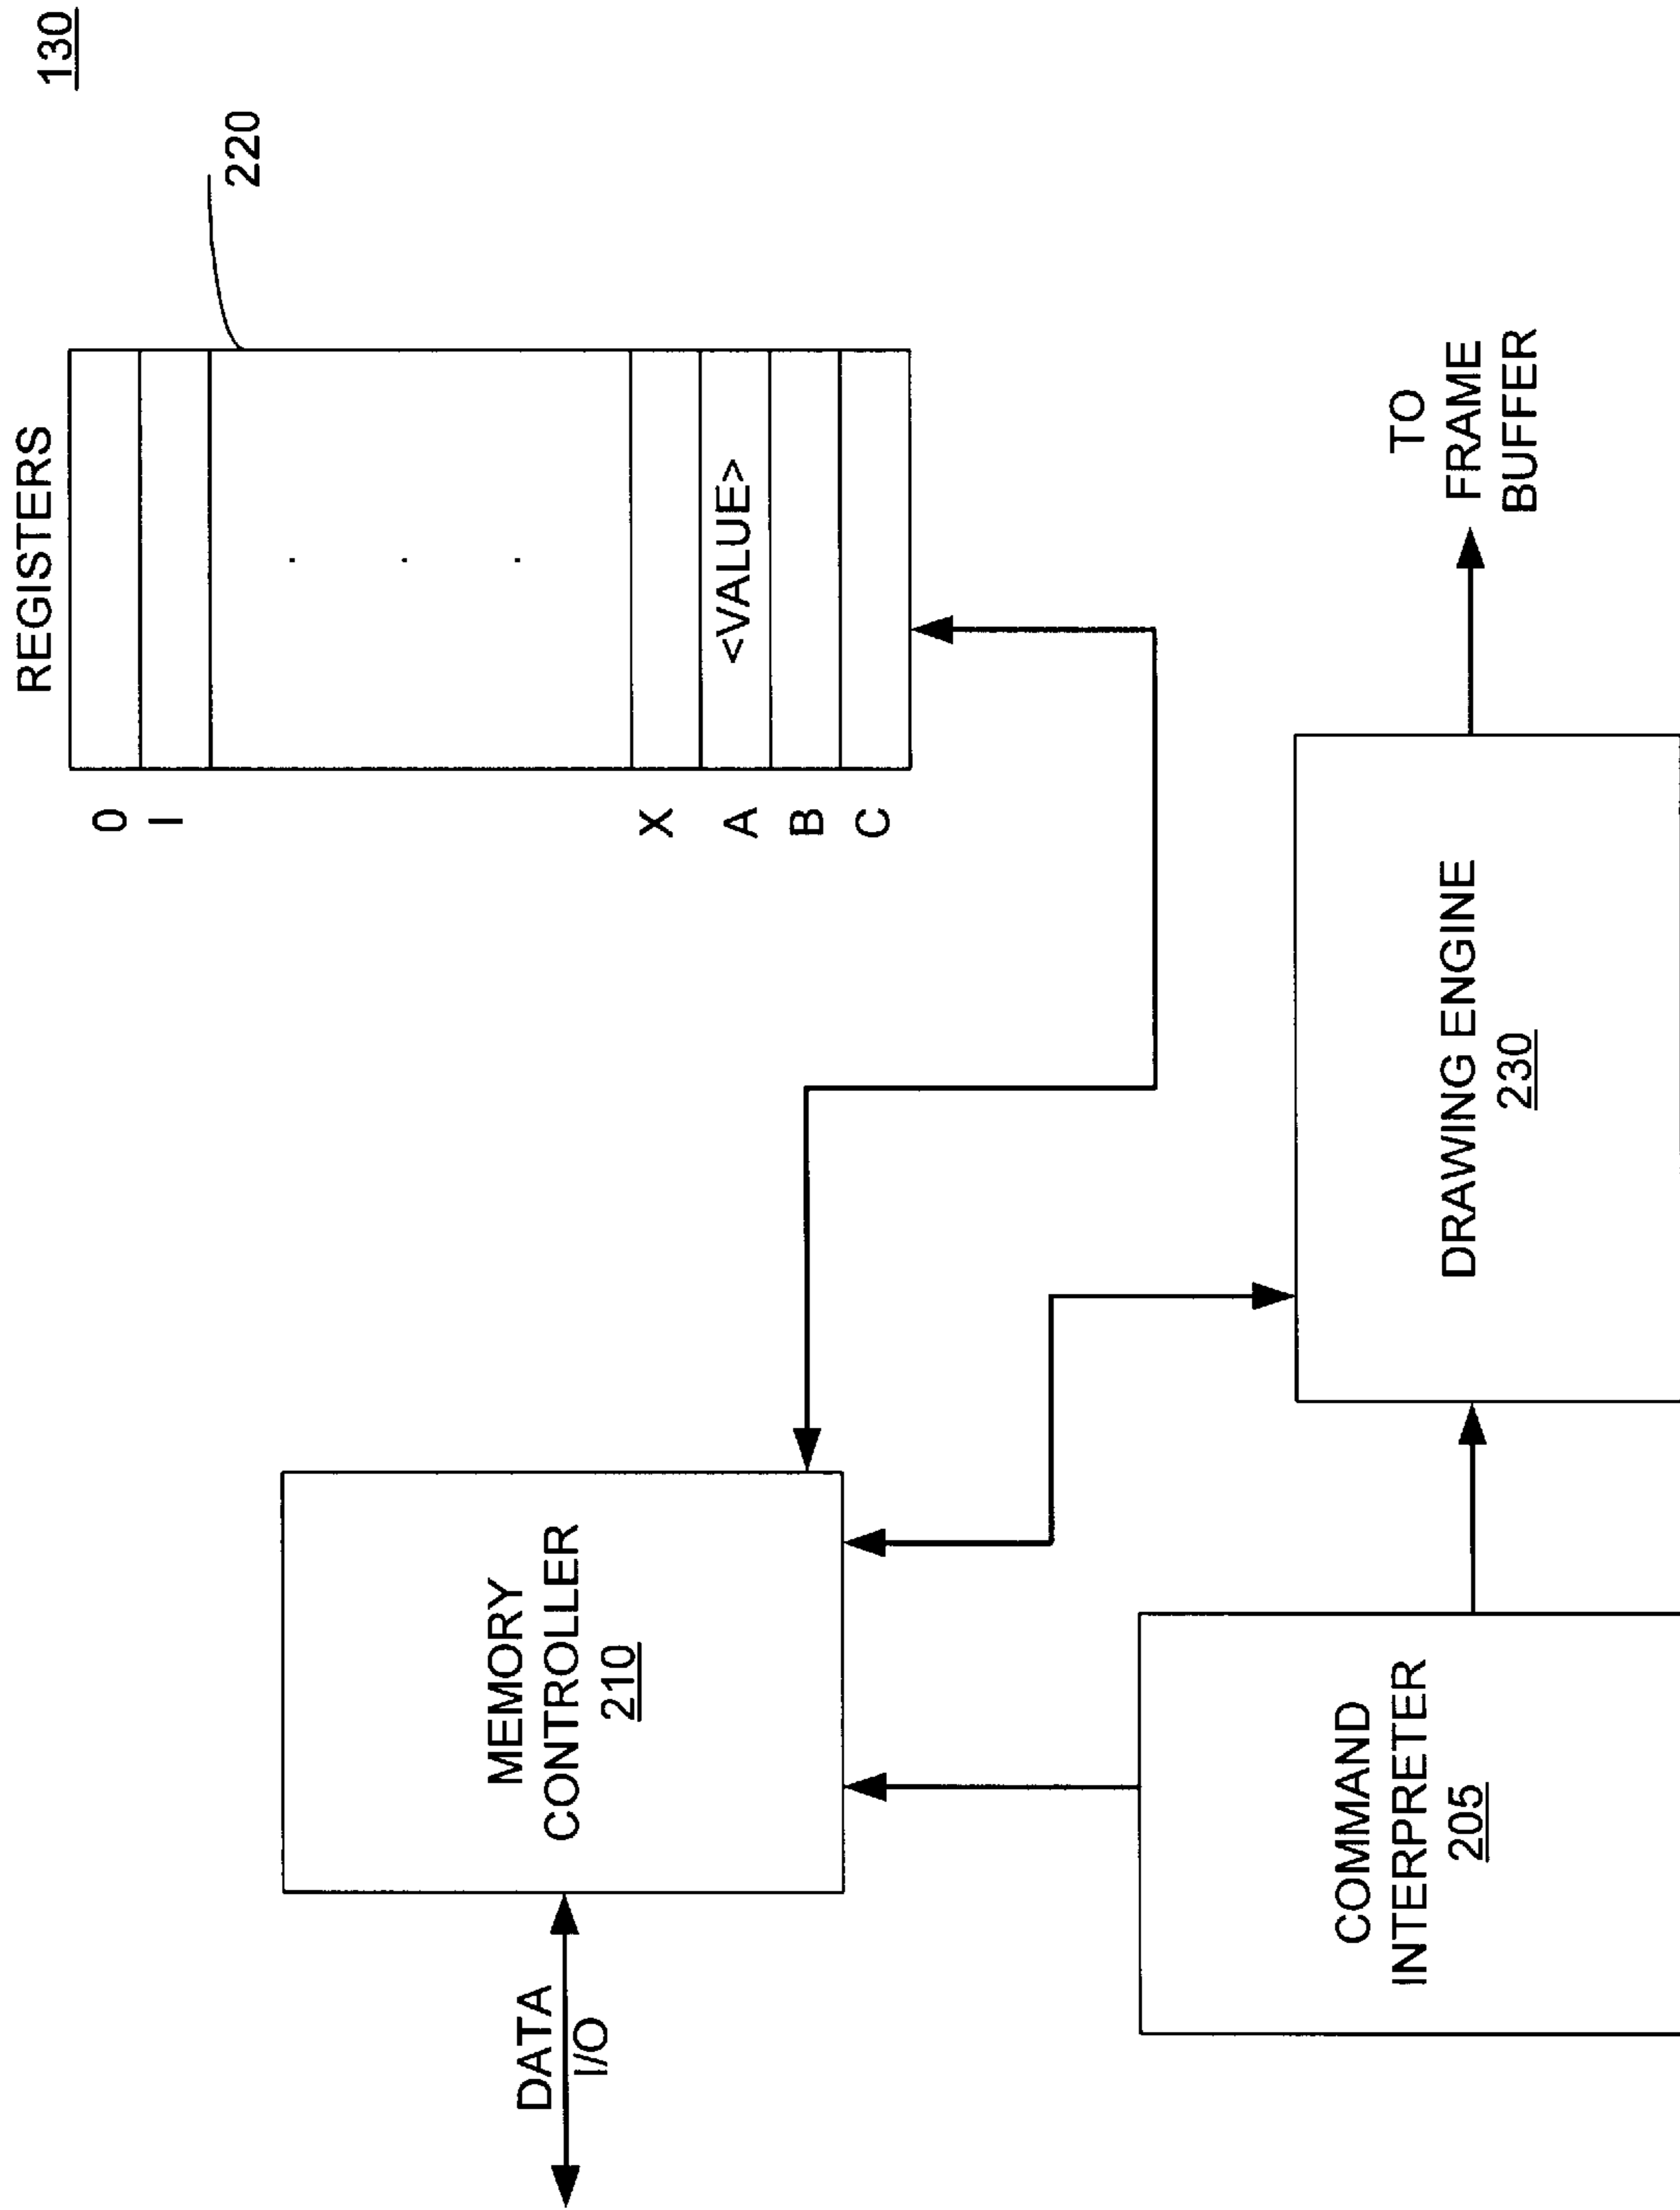 130
REGISTERS
220
0
I
X
A
<VALUE>
B
C
MEMORY
CONTROLLER
210
DATA
I/O
COMMAND
INTERPRETER
205
DRAWING ENGINE
230
TO
FRAME
BUFFER